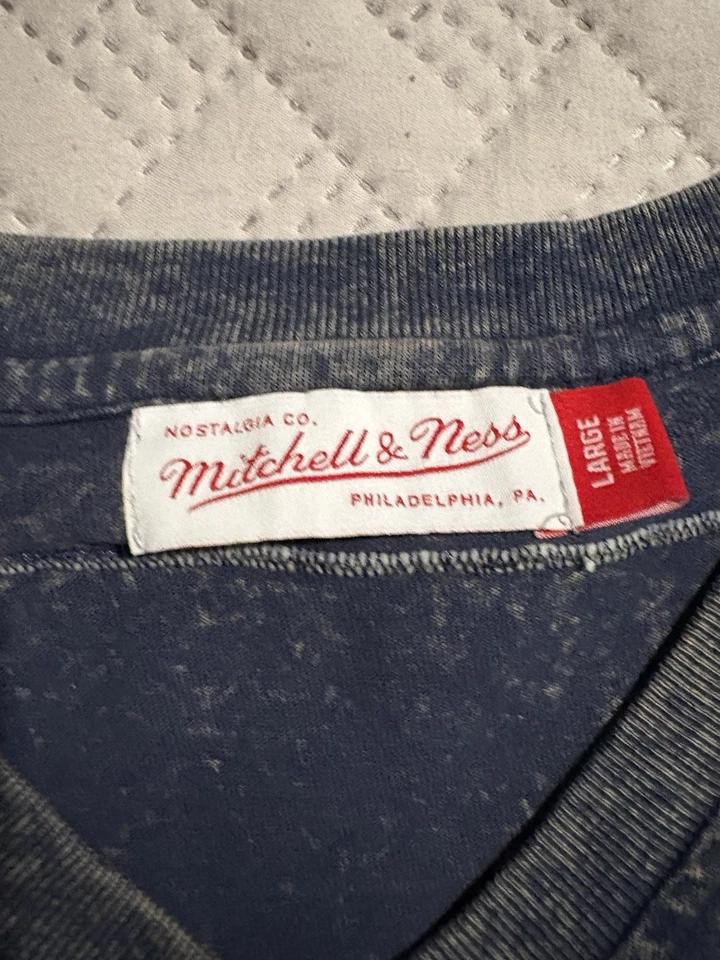 NOSTALGIA CO.
Mitchell & Ness
PHILADELPHIA, PA.
LARGE
MADE IN
VIETNAM